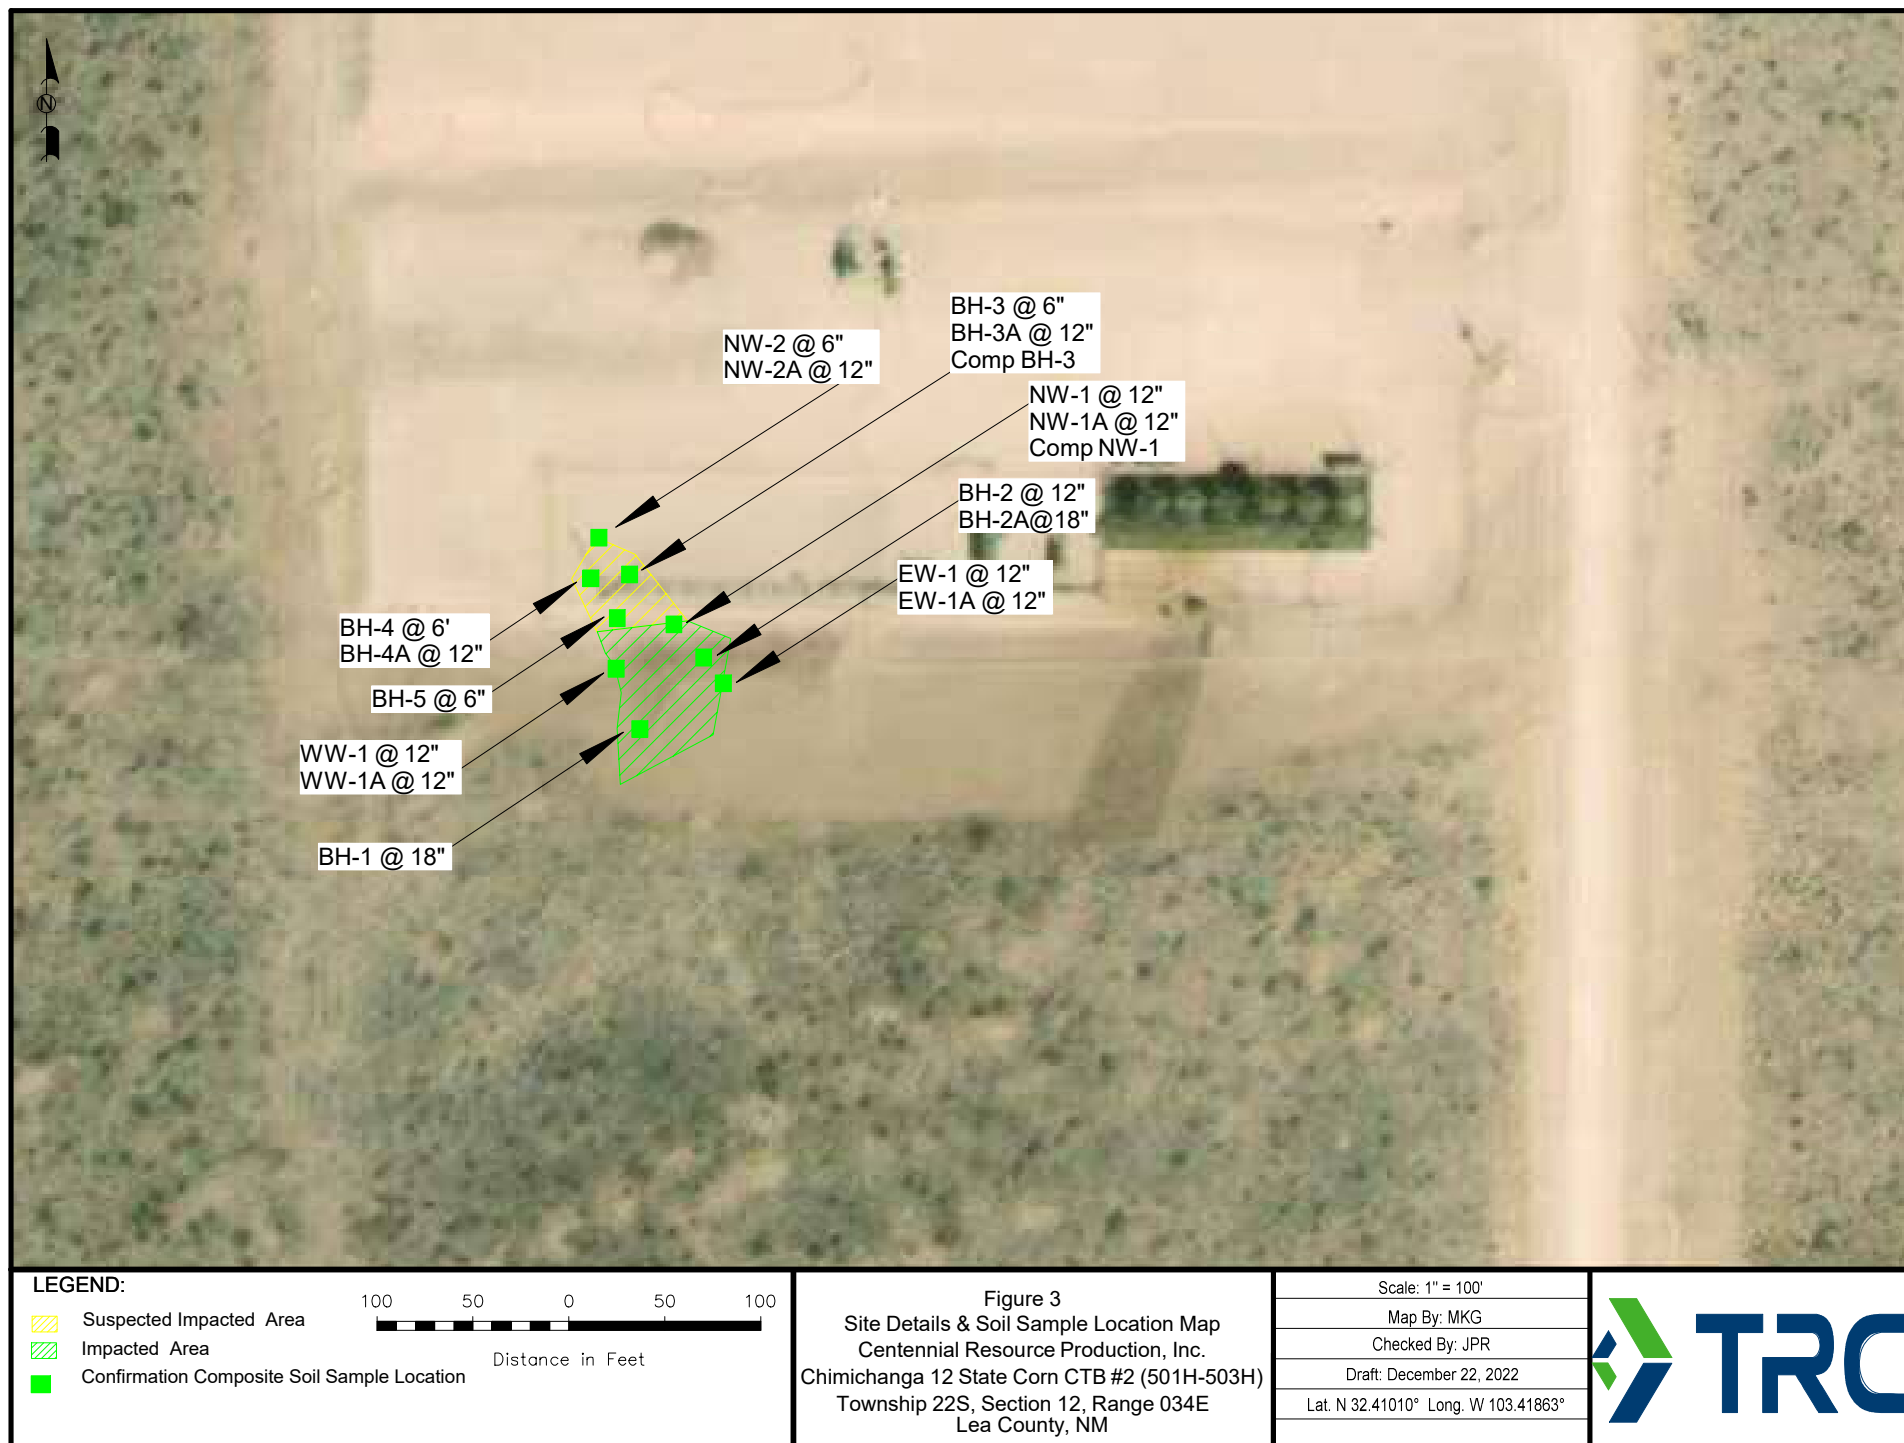 N
NW-2 @ 6"
NW-2A @ 12"
BH-3 @ 6"
BH-3A @ 12"
Comp BH-3
NW-1 @ 12"
NW-1A @ 12"
Comp NW-1
BH-2 @ 12"
BH-2A@18"
EW-1 @ 12"
EW-1A @ 12"
BH-4 @ 6'
BH-4A @ 12"
BH-5 @ 6"
WW-1 @ 12"
WW-1A @ 12"
BH-1 @ 18"
LEGEND:
Suspected Impacted Area
Impacted Area
Confirmation Composite Soil Sample Location
100 50 0 50 100
Distance in Feet
Figure 3
Site Details & Soil Sample Location Map
Centennial Resource Production, Inc.
Chimichanga 12 State Corn CTB #2 (501H-503H)
Township 22S, Section 12, Range 034E
Lea County, NM
Scale: 1" = 100'
Map By: MKG
Checked By: JPR
Draft: December 22, 2022
Lat. N 32.41010° Long. W 103.41863°
TRC